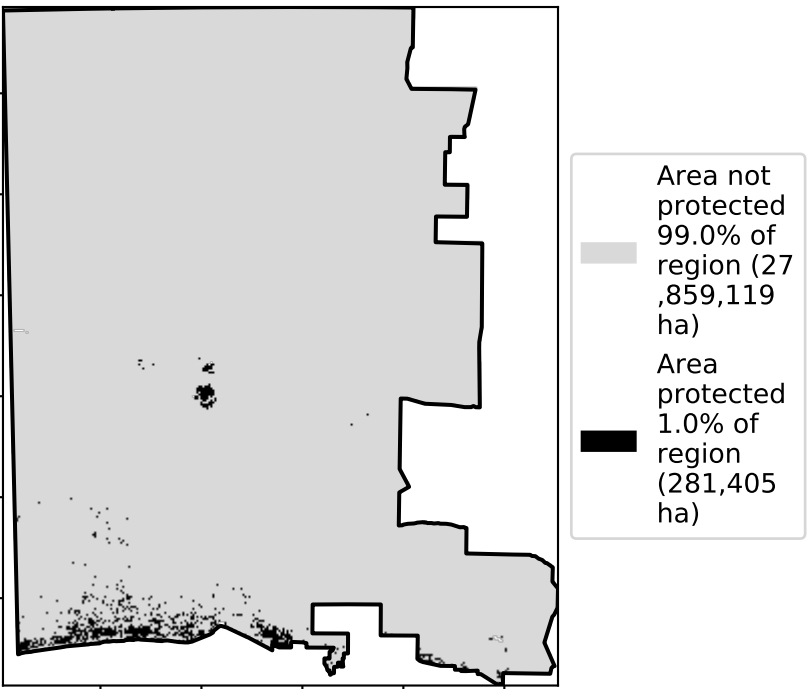 Area not
protected
99.0% of
region (27
,859,119
ha)
Area
protected
1.0% of
region
(281,405
ha)